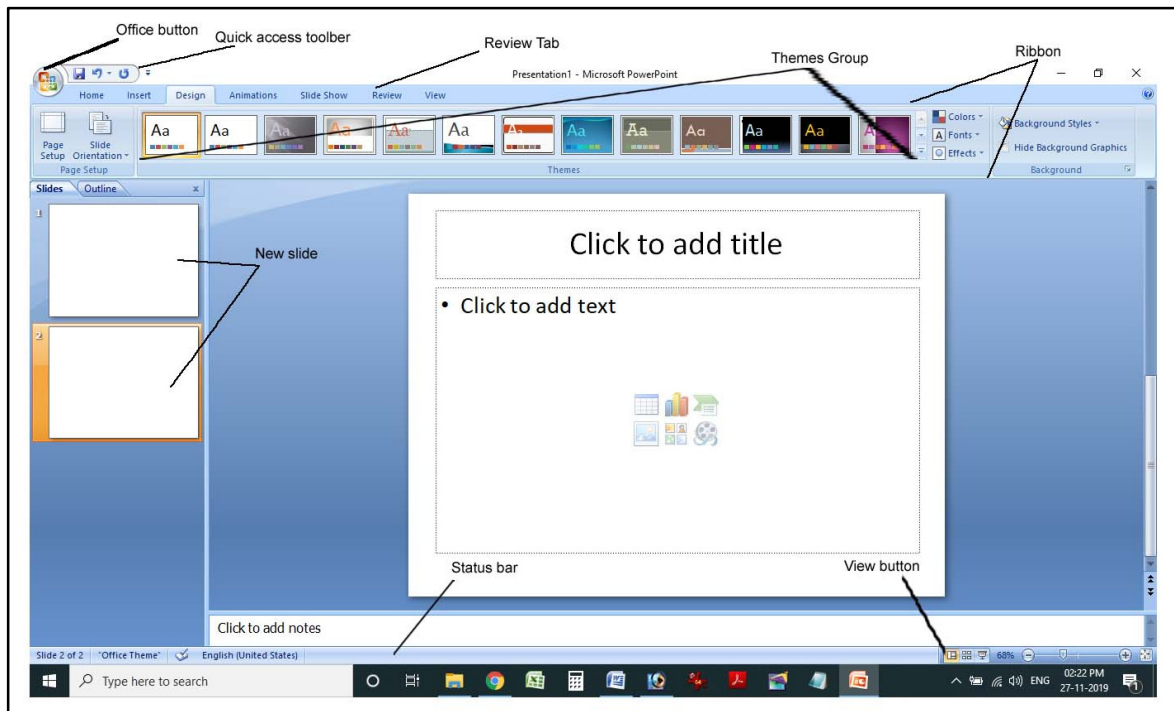 Office button
Quick access toolber
Review Tab
Themes Group
Ribbon
Presentation1 - Microsoft PowerPoint
Home Insert Design Animations Slide Show Review View
Page Setup
Slide Orientation
Aa Aa Aa Aa Aa Aa Aa Aa Aa Aa Aa Aa A
Colors
Fonts
Effects
Background Styles
Hide Background Graphics
Page Setup Themes Background
Slides Outline x
1
New slide
2
Click to add title
• Click to add text
Status bar
View button
Click to add notes
Slide 2 of 2 "Office Theme" English (United States) 68%
Type here to search
ENG 02:22 PM
27-11-2019
1